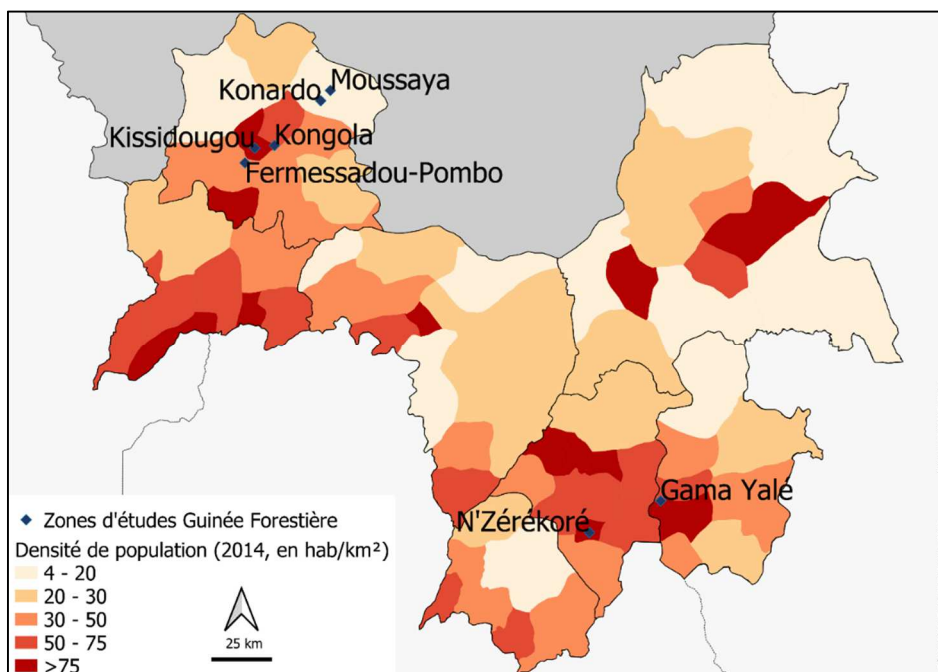 Moussaya
Konardo
Kissidougou
Kongola
Fermessadou-Pombo
Gama Yalé
N'Zérékoré
Zones d'études Guinée Forestière
Densité de population (2014, en hab/km²)
4 - 20
20 - 30
30 - 50
50 - 75
>75
25 km